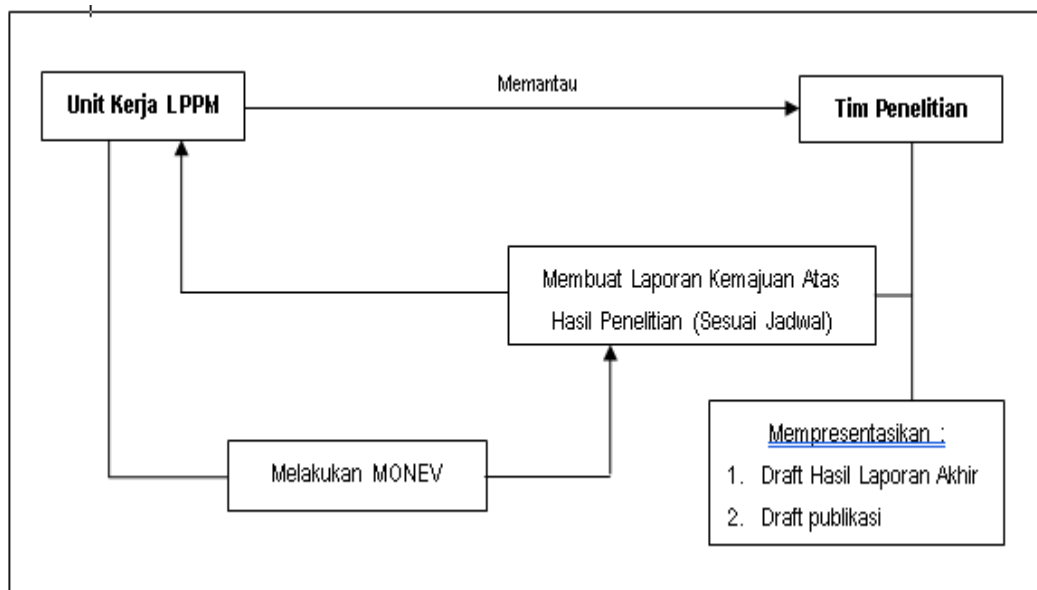 Memantau
Unit Kerja LPPM
Tim Penelitian
Membuat Laporan Kemajuan Atas
Hasil Penelitian (Sesuai Jadwal)
Melakukan MONEV
Mempresentasikan :
1. Draft Hasil Laporan Akhir
2. Draft publikasi